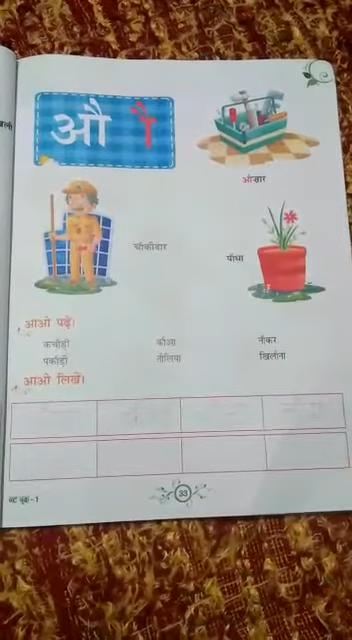 औ ौ
औज़ार
चौकीदार
पौधा
आओ पढ़ें।
कचौड़ी कौआ नौकर
पकौड़ी तौलिया खिलौना
आओ लिखें।
33